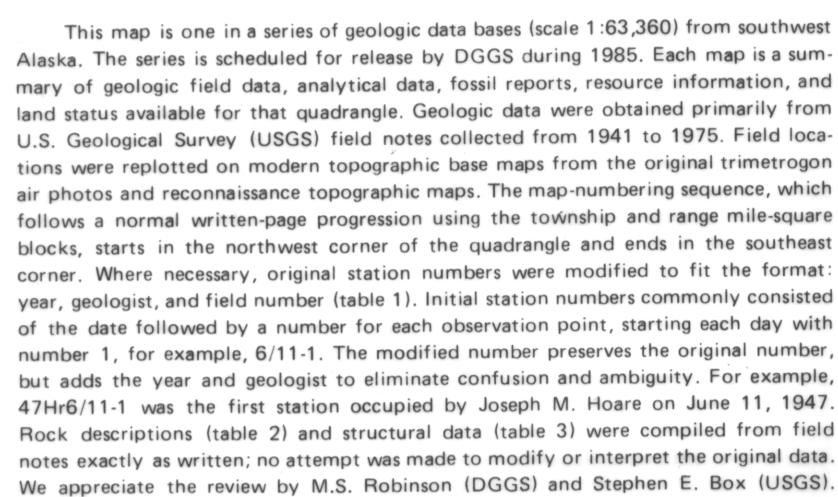 This map is one in a series of geologic data bases (scale 1:63,360) from southwest
Alaska. The series is scheduled for release by DGGS during 1985. Each map is a sum-
mary of geologic field data, analytical data, fossil reports, resource information, and
land status available for that quadrangle. Geologic data were obtained primarily from
U.S. Geological Survey (USGS) field notes collected from 1941 to 1975. Field loca-
tions were replotted on modern topographic base maps from the original trimetrogon
air photos and reconnaissance topographic maps. The map-numbering sequence, which
follows a normal written-page progression using the township and range mile-square
blocks, starts in the northwest corner of the quadrangle and ends in the southeast
corner. Where necessary, original station numbers were modified to fit the format:
year, geologist, and field number (table 1). Initial station numbers commonly consisted
of the date followed by a number for each observation point, starting each day with
number 1, for example, 6/11-1. The modified number preserves the original number,
but adds the year and geologist to eliminate confusion and ambiguity. For example,
47Hr6/11-1 was the first station occupied by Joseph M. Hoare on June 11, 1947.
Rock descriptions (table 2) and structural data (table 3) were compiled from field
notes exactly as written; no attempt was made to modify or interpret the original data.
We appreciate the review by M.S. Robinson (DGGS) and Stephen E. Box (USGS).